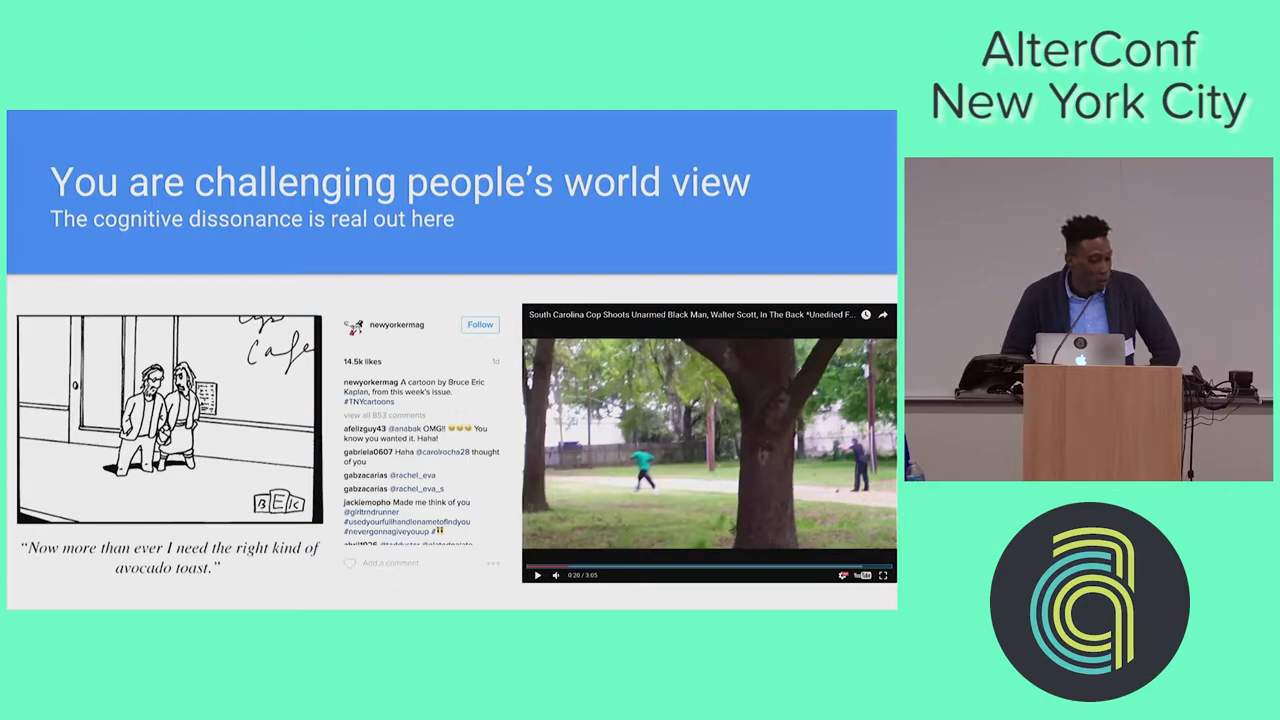 AlterConf
New York City
You are challenging people's world view
The cognitive dissonance is real out here
Cafe
BEK
"Now more than ever I need the right kind of
avocado toast."
newyorkermag
Follow
14.5k likes
1d
newyorkermag A cartoon by Bruce Eric
Kaplan, from this week's issue.
#TNYcartoons
view all 853 comments
afelizguy43 @anabak OMG!! 😂😂😂 You
know you wanted it. Haha!
gabriela0607 Haha @carolrocha28 thought
of you
gabzacarias @rachel_eva
gabzacarias @rachel_eva_s
jackiemopho Made me think of you
@girltrndrunner
#usedyourfullhandlenametofindyou
#nevergonnagiveyouup #👯
Add a comment
South Carolina Cop Shoots Unarmed Black Man, Walter Scott, In The Back *Unedited F...
0:20 / 3:05
YouTube